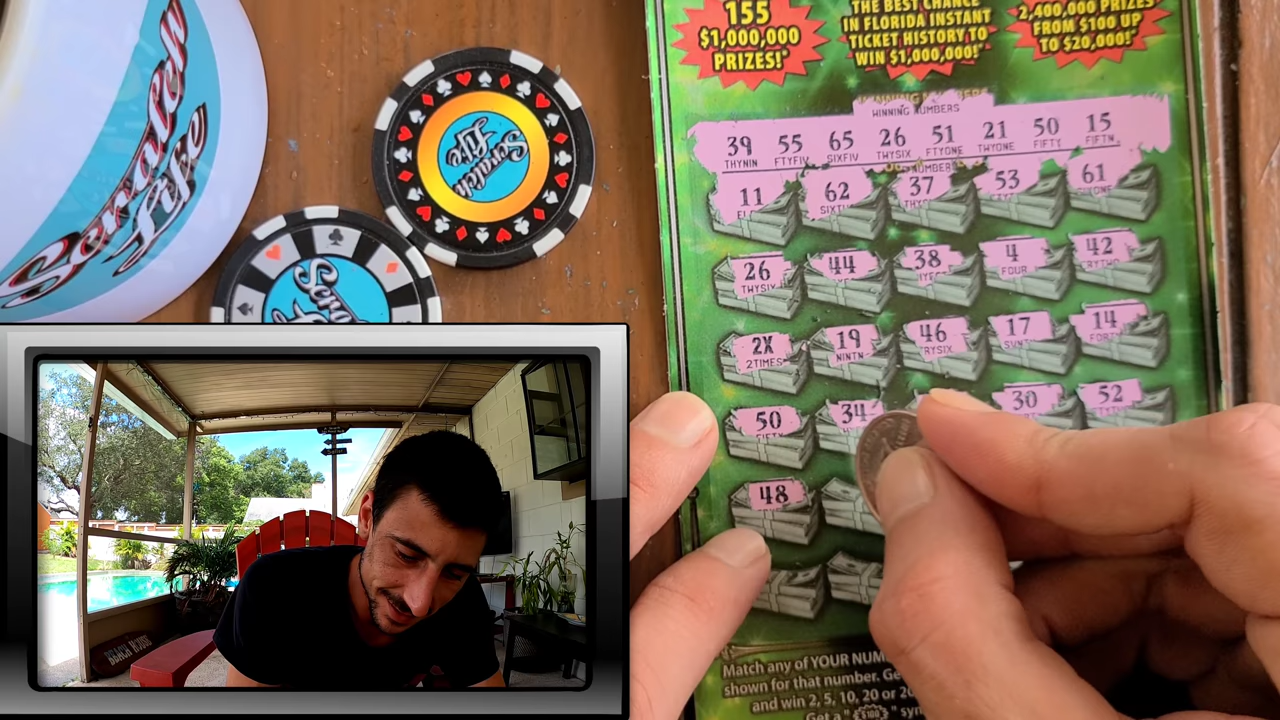 Scratch
Life
Scratch
Life
155
$1,000,000
PRIZES!*
THE BEST CHANCE
IN FLORIDA INSTANT
TICKET HISTORY TO
WIN $1,000,000!*
2,400,000 PRIZES
FROM $100 UP
TO $20,000!*
WINNING NUMBERS
39 55 65 26 51 21 50 15
THYNIN FTYFIV SIXFIV THYSIX FTYONE THYONE FIFTY FIFTN
11 62 37 53 61
26 44 38 4 42
THYSIX FOUR
2X 19 46 17 14
2TIMES NINTN
50 34 30 52
48
BEACH HOUSE
Match any of YOUR
shown for that number.
and win 2, 5, 10, 20 or
Get a " $100 "